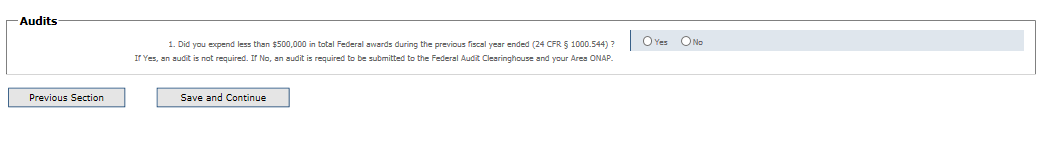 Audits
1. Did you expend less than $500,000 in total Federal awards during the previous fiscal year ended (24 CFR § 1000.544) ?
Yes No
If Yes, an audit is not required. If No, an audit is required to be submitted to the Federal Audit Clearinghouse and your Area ONAP.
Previous Section Save and Continue